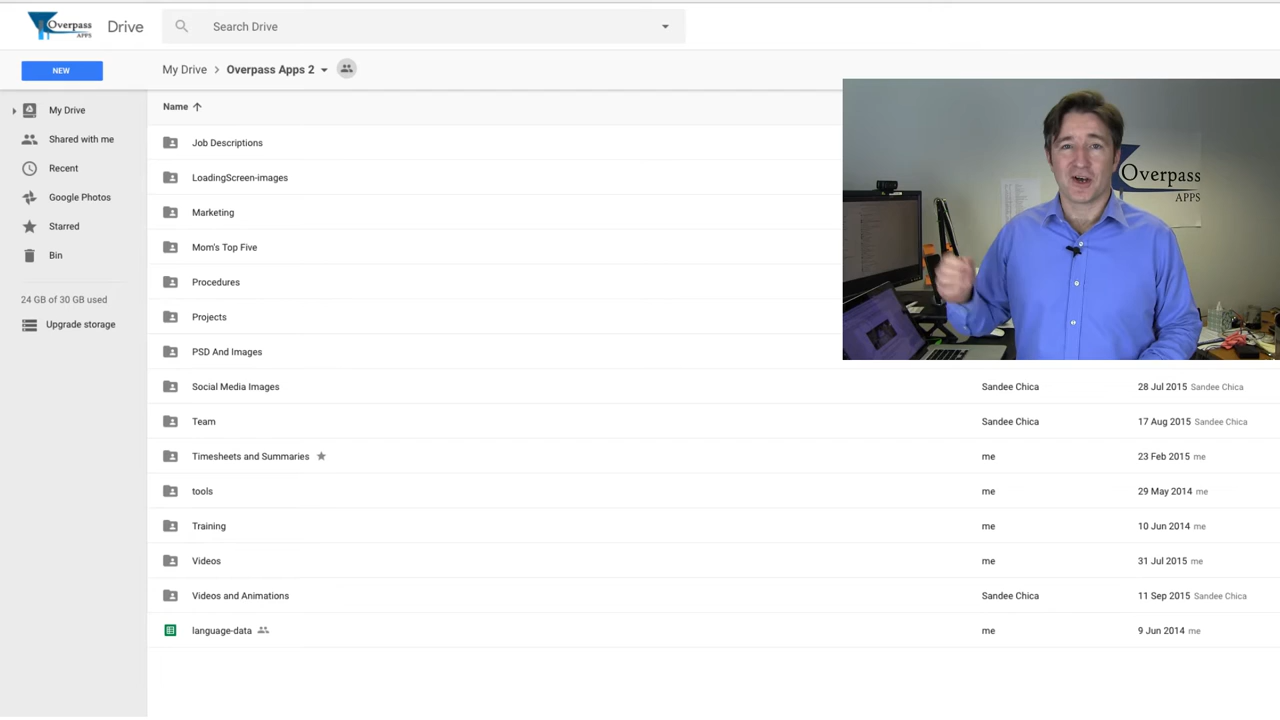 Overpass
APPS
Drive
Search Drive
NEW
My Drive > Overpass Apps 2
My Drive
Shared with me
Recent
Google Photos
Starred
Bin
24 GB of 30 GB used
Upgrade storage
Name
Job Descriptions
LoadingScreen-images
Marketing
Mom's Top Five
Procedures
Projects
PSD And Images
Social Media Images Sandee Chica 28 Jul 2015 Sandee Chica
Team Sandee Chica 17 Aug 2015 Sandee Chica
Timesheets and Summaries me 23 Feb 2015 me
tools me 29 May 2014 me
Training me 10 Jun 2014 me
Videos me 31 Jul 2015 me
Videos and Animations Sandee Chica 11 Sep 2015 Sandee Chica
language-data me 9 Jun 2014 me
Overpass
APPS